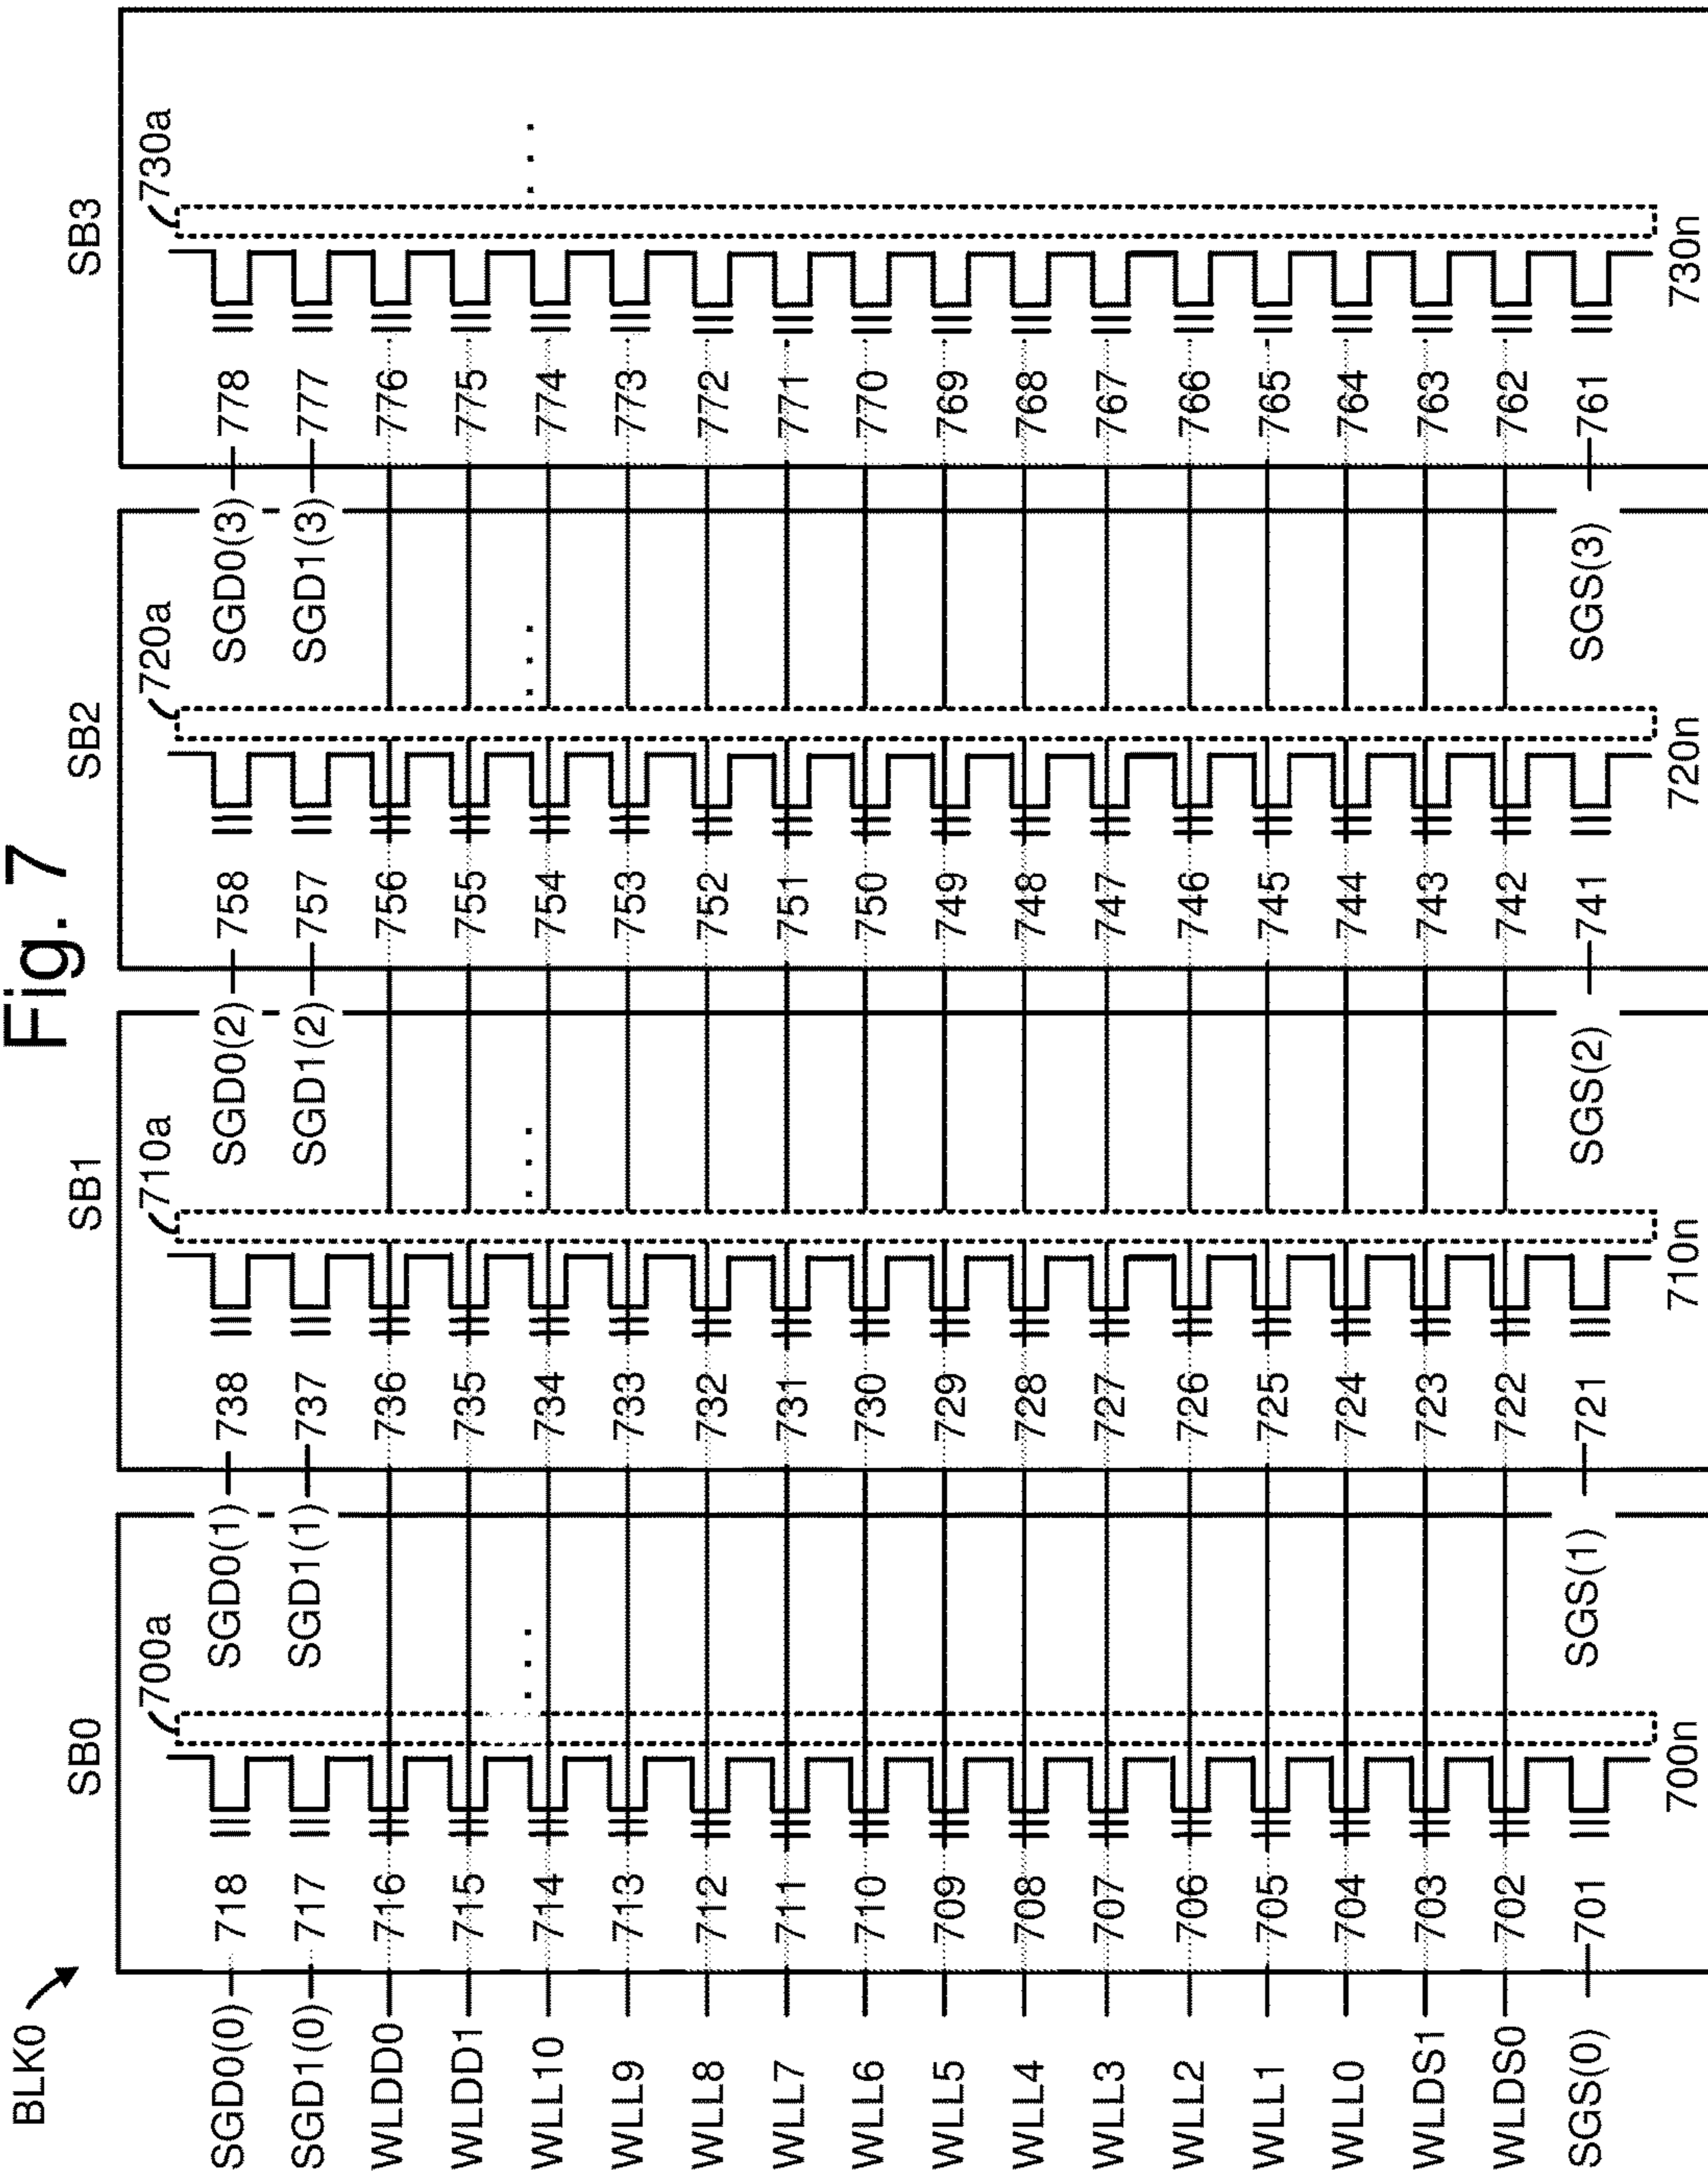 Fig. 7
BLK0
SB0
SB1
SB2
SB3
700a
710a
720a
730a
SGD0(0) 718 SGD0(1) 738 SGD0(2) 758 SGD0(3) 778
SGD1(0) 717 SGD1(1) 737 SGD1(2) 757 SGD1(3) 777
WLDD0 716 736 756 776
WLDD1 715 735 755 775
WLL10 714 734 754 774
WLL9 713 733 753 773
WLL8 712 732 752 772
WLL7 711 731 751 771
WLL6 710 730 750 770
WLL5 709 729 749 769
WLL4 708 728 748 768
WLL3 707 727 747 767
WLL2 706 726 746 766
WLL1 705 725 745 765
WLL0 704 724 744 764
WLDS1 703 723 743 763
WLDS0 702 722 742 762
SGS(0) 701 SGS(1) 721 SGS(2) 741 SGS(3) 761
700n
710n
720n
730n